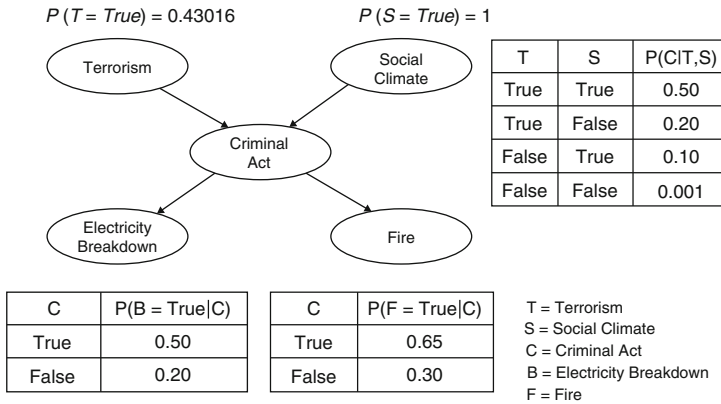 P (T = True) = 0.43016
P (S = True) = 1
Terrorism
Social
Climate
Criminal
Act
Electricity
Breakdown
Fire
T S P(C|T,S)
True True 0.50
True False 0.20
False True 0.10
False False 0.001
C P(B = True|C)
True 0.50
False 0.20
C P(F = True|C)
True 0.65
False 0.30
T = Terrorism
S = Social Climate
C = Criminal Act
B = Electricity Breakdown
F = Fire